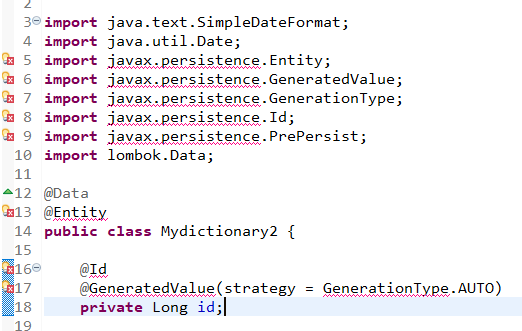 3 import java.text.SimpleDateFormat;
4 import java.util.Date;
5 import javax.persistence.Entity;
6 import javax.persistence.GeneratedValue;
7 import javax.persistence.GenerationType;
8 import javax.persistence.Id;
9 import javax.persistence.PrePersist;
10 import lombok.Data;
11
12 @Data
13 @Entity
14 public class Mydictionary2 {
15
16 @Id
17 @GeneratedValue(strategy = GenerationType.AUTO)
18 private Long id;
19